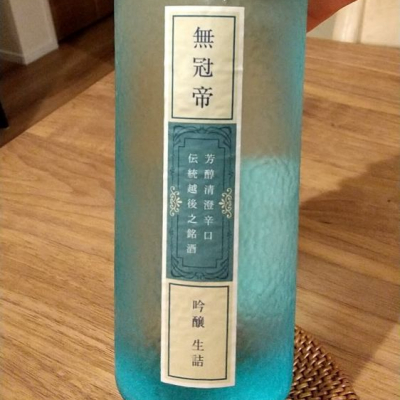 無冠帝
芳醇清澄辛口
伝統越後之銘酒
吟醸 生詰